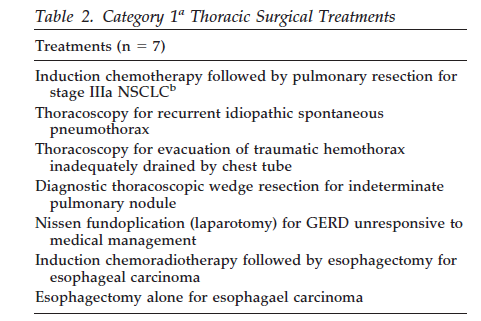 Table 2. Category 1ᵃ Thoracic Surgical Treatments
Treatments (n = 7)
Induction chemotherapy followed by pulmonary resection for
stage IIIa NSCLCᵇ
Thoracoscopy for recurrent idiopathic spontaneous
pneumothorax
Thoracoscopy for evacuation of traumatic hemothorax
inadequately drained by chest tube
Diagnostic thoracoscopic wedge resection for indeterminate
pulmonary nodule
Nissen fundoplication (laparotomy) for GERD unresponsive to
medical management
Induction chemoradiotherapy followed by esophagectomy for
esophageal carcinoma
Esophagectomy alone for esophagael carcinoma